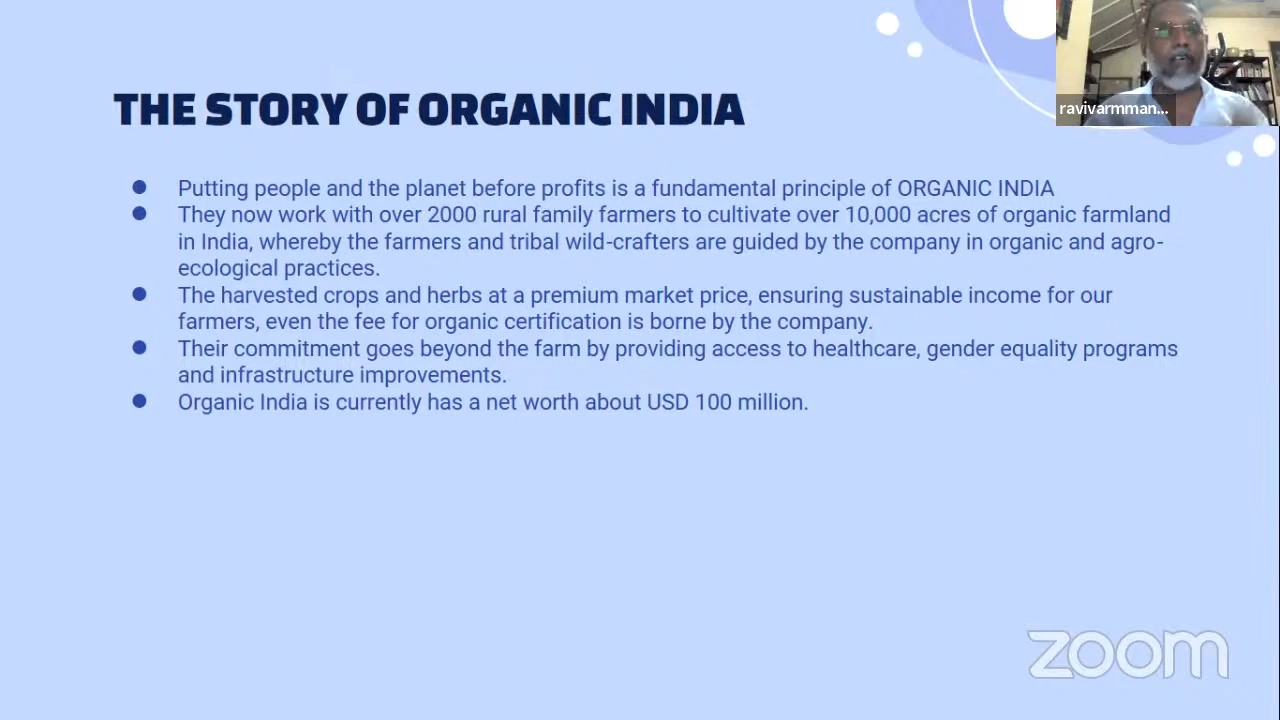 THE STORY OF ORGANIC INDIA
ravivarmman...
● Putting people and the planet before profits is a fundamental principle of ORGANIC INDIA
● They now work with over 2000 rural family farmers to cultivate over 10,000 acres of organic farmland
in India, whereby the farmers and tribal wild-crafters are guided by the company in organic and agro-
ecological practices.
● The harvested crops and herbs at a premium market price, ensuring sustainable income for our
farmers, even the fee for organic certification is borne by the company.
● Their commitment goes beyond the farm by providing access to healthcare, gender equality programs
and infrastructure improvements.
● Organic India is currently has a net worth about USD 100 million.
zoom